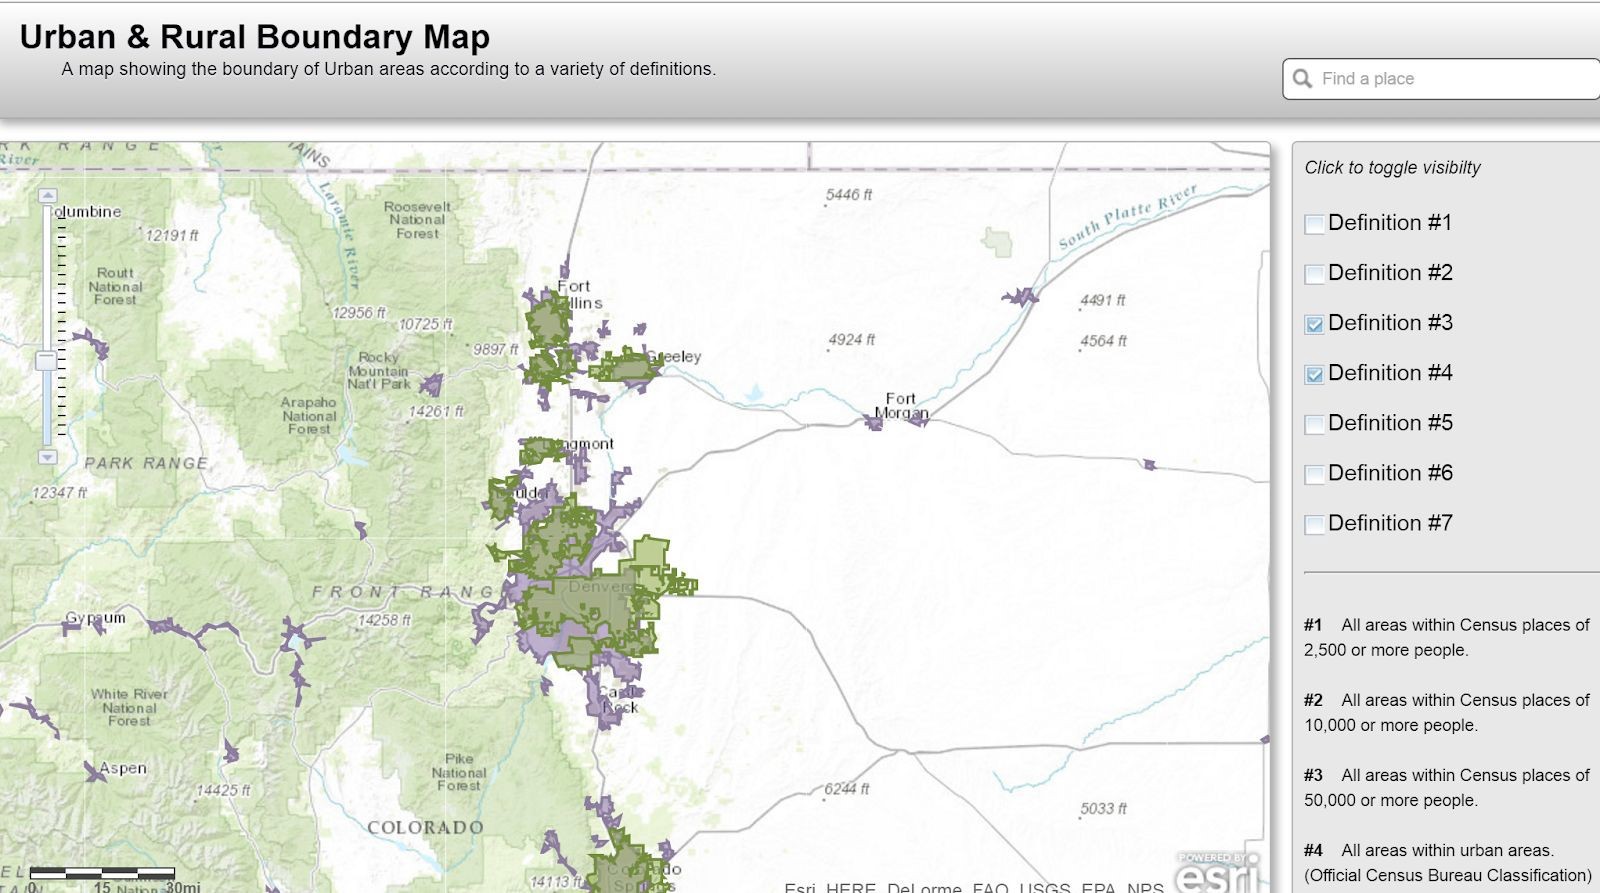 Urban & Rural Boundary Map
A map showing the boundary of Urban areas according to a variety of definitions.
Find a place
RANGE
River
Laramie River
olumbine
12191 ft
Routt
National
Forest
Roosevelt
National
Forest
5446 ft
South Platte River
Fort
llins
12956 ft
10725 ft
9897 ft
4491 ft
4924 ft
4564 ft
Rocky
Mountain
Nat'l Park
Greeley
Arapaho
National
Forest
14261 ft
Fort
Morgan
PARK RANGE
ngmont
12347 ft
oulder
FRONT RANGE
Denver
Gypsum
14258 ft
White River
National
Forest
Castle
Rock
Aspen
Pike
National
Forest
14425 ft
6244 ft
5033 ft
COLORADO
14113 ft
Colorado
Springs
0 15 30mi
National
Esri, HERE, DeLorme, FAO, USGS, EPA, NPS
POWERED BY
esri
Click to toggle visibilty
Definition #1
Definition #2
Definition #3
Definition #4
Definition #5
Definition #6
Definition #7
#1 All areas within Census places of
2,500 or more people.
#2 All areas within Census places of
10,000 or more people.
#3 All areas within Census places of
50,000 or more people.
#4 All areas within urban areas.
(Official Census Bureau Classification)